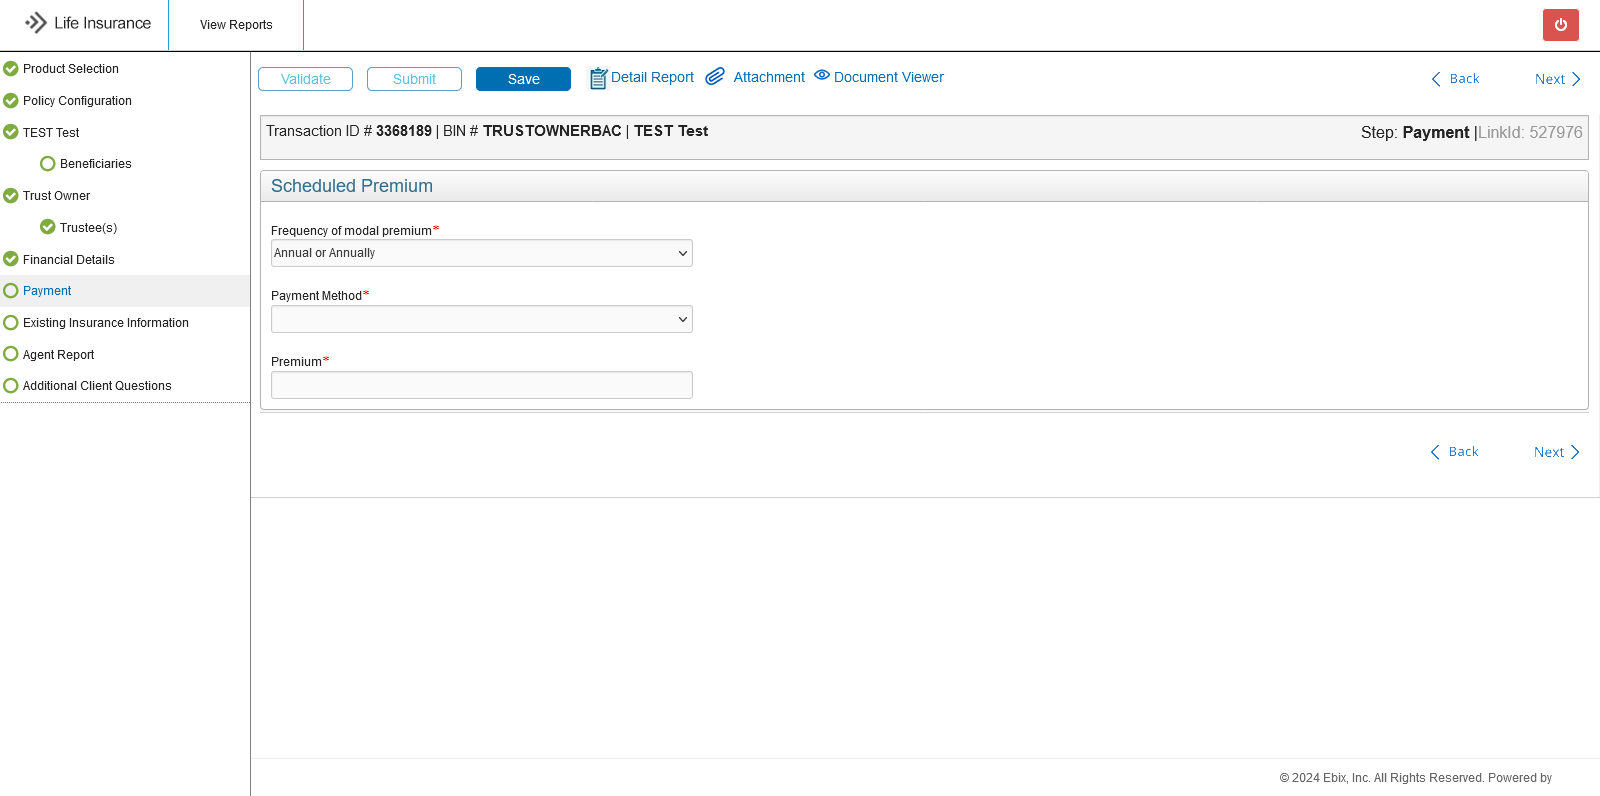 Life Insurance
View Reports
Product Selection
Policy Configuration
TEST Test
Beneficiaries
Trust Owner
Trustee(s)
Financial Details
Payment
Existing Insurance Information
Agent Report
Additional Client Questions
Validate Submit Save Detail Report Attachment Document Viewer Back Next
Transaction ID # 3368189 | BIN # TRUSTOWNERBAC | TEST Test
Step: Payment |LinkId: 527976
Scheduled Premium
Frequency of modal premium*
Annual or Annually
Payment Method*
Premium*
Back Next
© 2024 Ebix, Inc. All Rights Reserved. Powered by